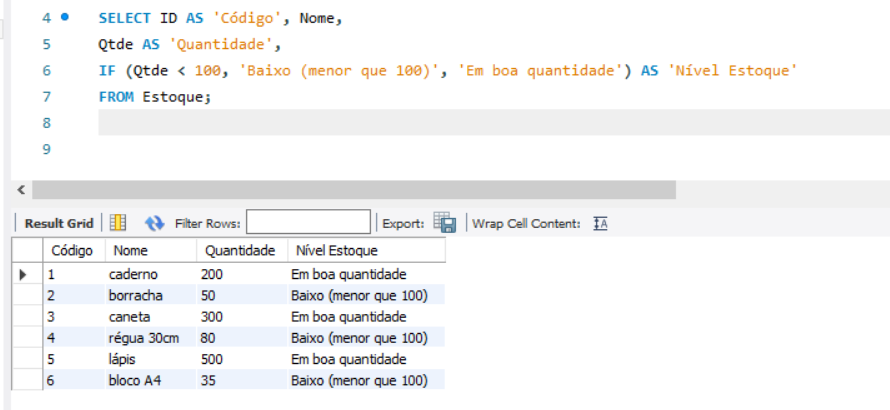 4 SELECT ID AS 'Código', Nome,
5 Qtde AS 'Quantidade',
6 IF (Qtde < 100, 'Baixo (menor que 100)', 'Em boa quantidade') AS 'Nível Estoque'
7 FROM Estoque;
8
9
Result Grid Filter Rows: Export: Wrap Cell Content: IA
Código Nome Quantidade Nível Estoque
1 caderno 200 Em boa quantidade
2 borracha 50 Baixo (menor que 100)
3 caneta 300 Em boa quantidade
4 régua 30cm 80 Baixo (menor que 100)
5 lápis 500 Em boa quantidade
6 bloco A4 35 Baixo (menor que 100)